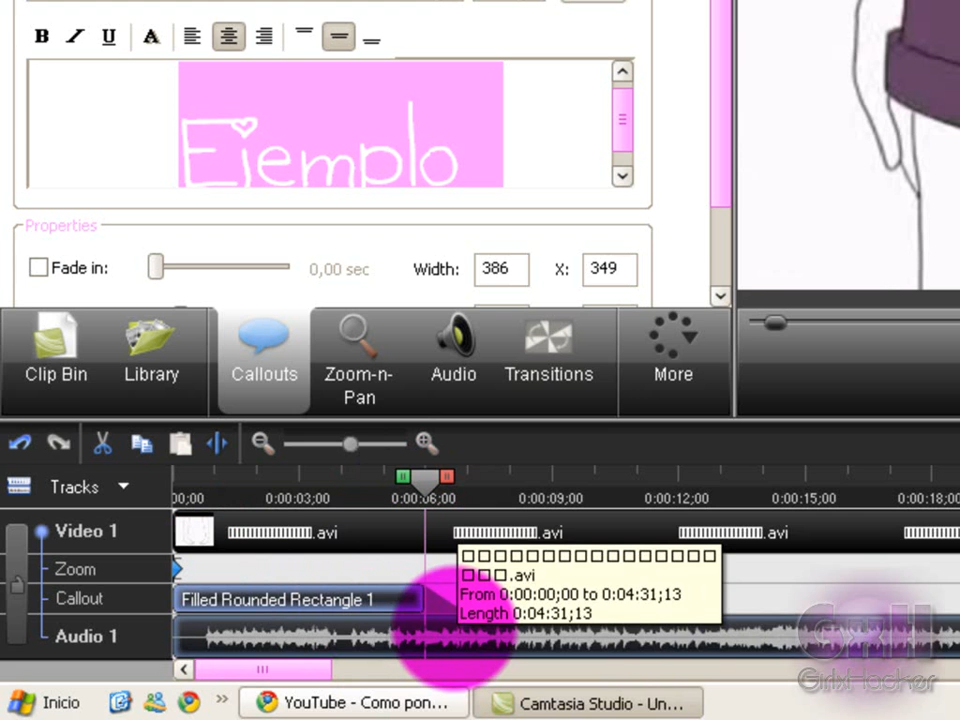 B I U A
Ejemplo
Properties
Fade in: 0,00 sec Width: 386 X: 349
Clip Bin Library Callouts Zoom-n-Pan Audio Transitions More
Tracks
00;00 0:00:03;00 0:00:06;00 0:00:09;00 0:00:12;00 0:00:15;00 0:00:18;00
Video 1 .avi .avi .avi
.avi
From 0:00:00;00 to 0:04:31;13
Length 0:04:31;13
Zoom
Callout Filled Rounded Rectangle 1
Audio 1
GxH
GirlxHacker
Inicio YouTube - Como pon... Camtasia Studio - Un...